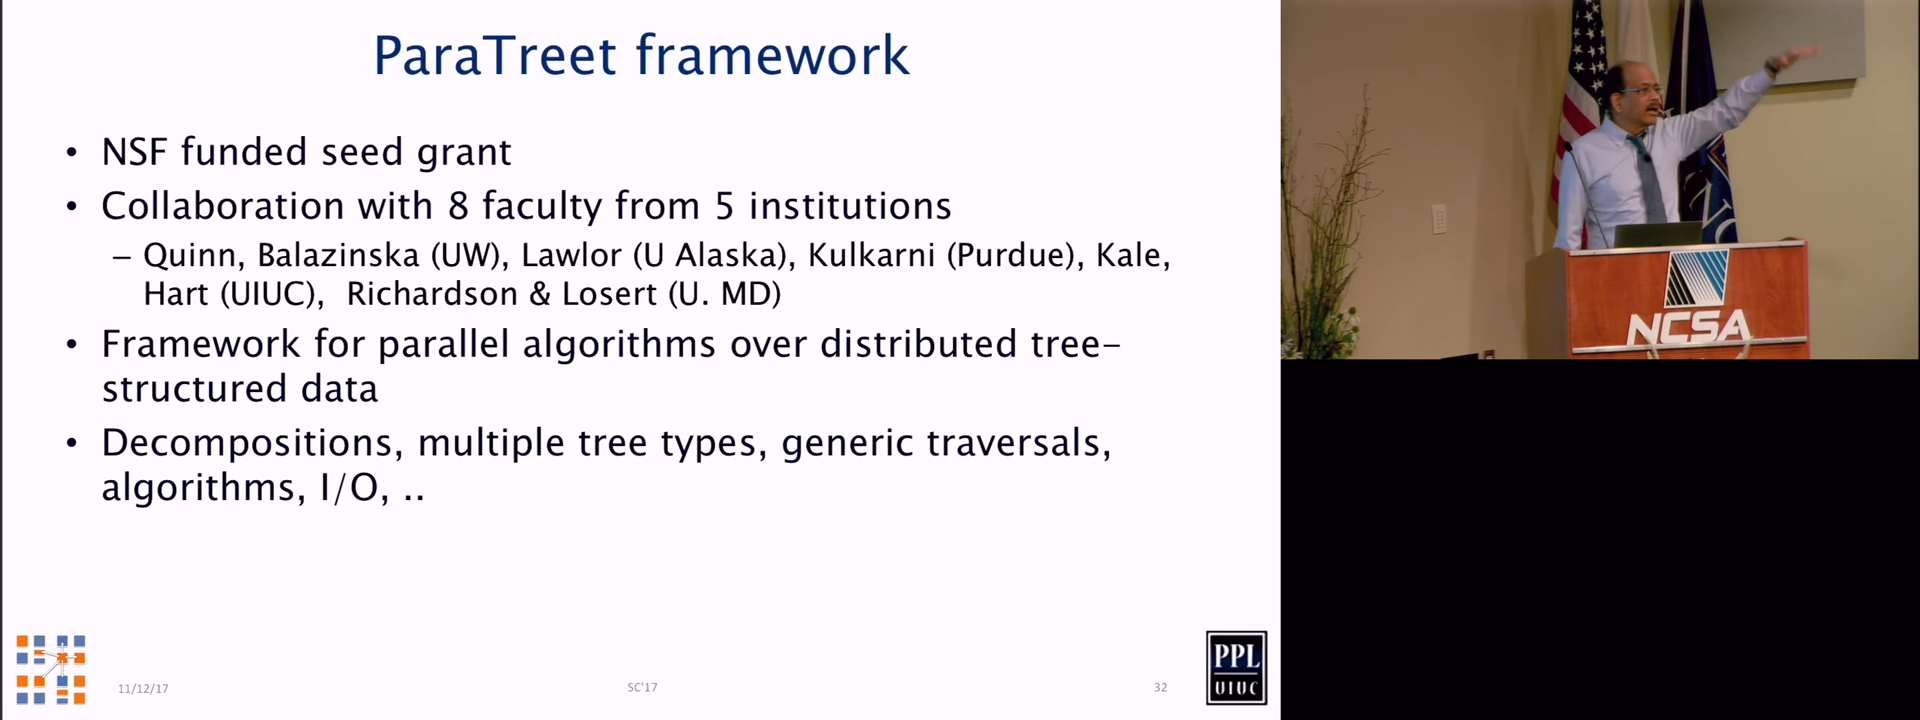 ParaTreet framework
• NSF funded seed grant
• Collaboration with 8 faculty from 5 institutions
– Quinn, Balazinska (UW), Lawlor (U Alaska), Kulkarni (Purdue), Kale,
Hart (UIUC), Richardson & Losert (U. MD)
• Framework for parallel algorithms over distributed tree-
structured data
• Decompositions, multiple tree types, generic traversals,
algorithms, I/O, ..
11/12/17
SC'17
32
PPL
UIUC
NCSA